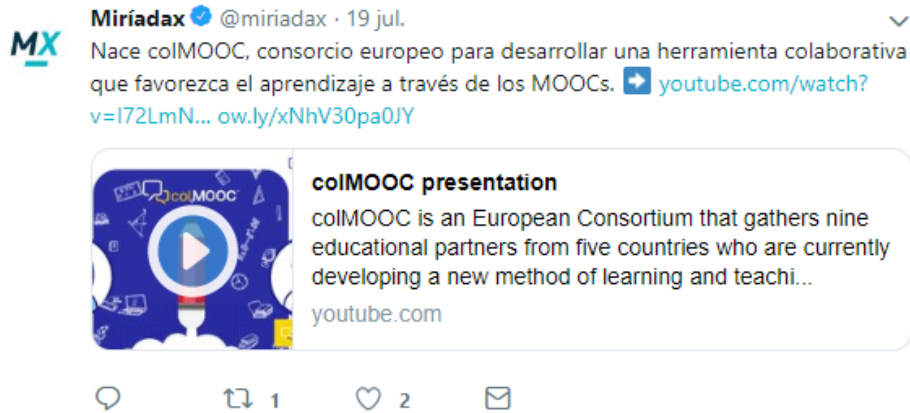 Miríadax @miriadax · 19 jul.
MX
Nace colMOOC, consorcio europeo para desarrollar una herramienta colaborativa
que favorezca el aprendizaje a través de los MOOCs. ➡ youtube.com/watch?
v=I72LmN... ow.ly/xNhV30pa0JY
colMOOC
colMOOC presentation
colMOOC is an European Consortium that gathers nine
educational partners from five countries who are currently
developing a new method of learning and teachi...
youtube.com
1 2